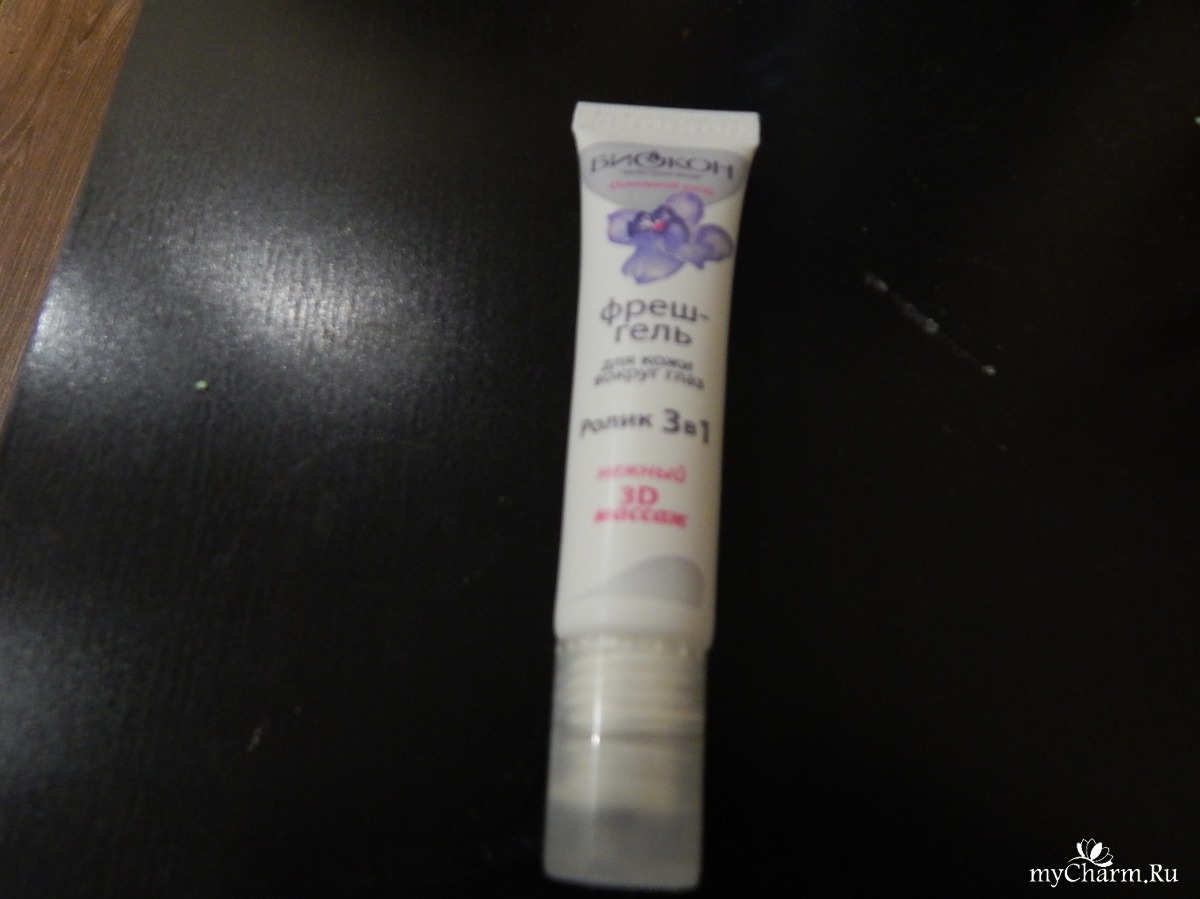 БИОКОН
фреш-
гель
для кожи
вокруг глаз
Ролик 3в1
нежный
3D
массаж
myCharm.Ru